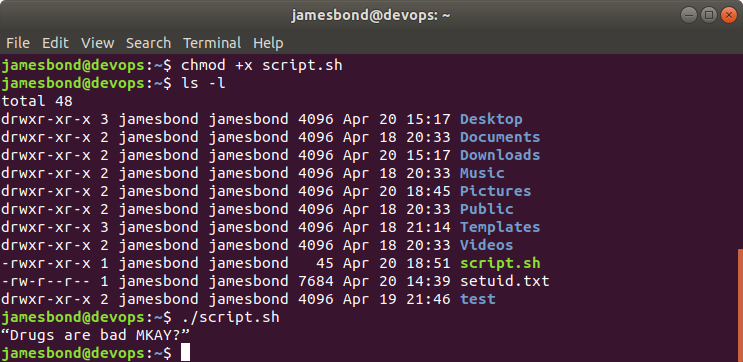 jamesbond@devops: ~
File Edit View Search Terminal Help
jamesbond@devops:~$ chmod +x script.sh
jamesbond@devops:~$ ls -l
total 48
drwxr-xr-x 3 jamesbond jamesbond 4096 Apr 20 15:17 Desktop
drwxr-xr-x 2 jamesbond jamesbond 4096 Apr 18 20:33 Documents
drwxr-xr-x 2 jamesbond jamesbond 4096 Apr 20 15:17 Downloads
drwxr-xr-x 2 jamesbond jamesbond 4096 Apr 18 20:33 Music
drwxr-xr-x 2 jamesbond jamesbond 4096 Apr 20 18:45 Pictures
drwxr-xr-x 2 jamesbond jamesbond 4096 Apr 18 20:33 Public
drwxr-xr-x 3 jamesbond jamesbond 4096 Apr 18 21:14 Templates
drwxr-xr-x 2 jamesbond jamesbond 4096 Apr 18 20:33 Videos
-rwxr-xr-x 1 jamesbond jamesbond   45 Apr 20 18:51 script.sh
-rw-r--r-- 1 jamesbond jamesbond 7684 Apr 20 14:39 setuid.txt
drwxr-xr-x 2 jamesbond jamesbond 4096 Apr 19 21:46 test
jamesbond@devops:~$ ./script.sh
“Drugs are bad MKAY?”
jamesbond@devops:~$